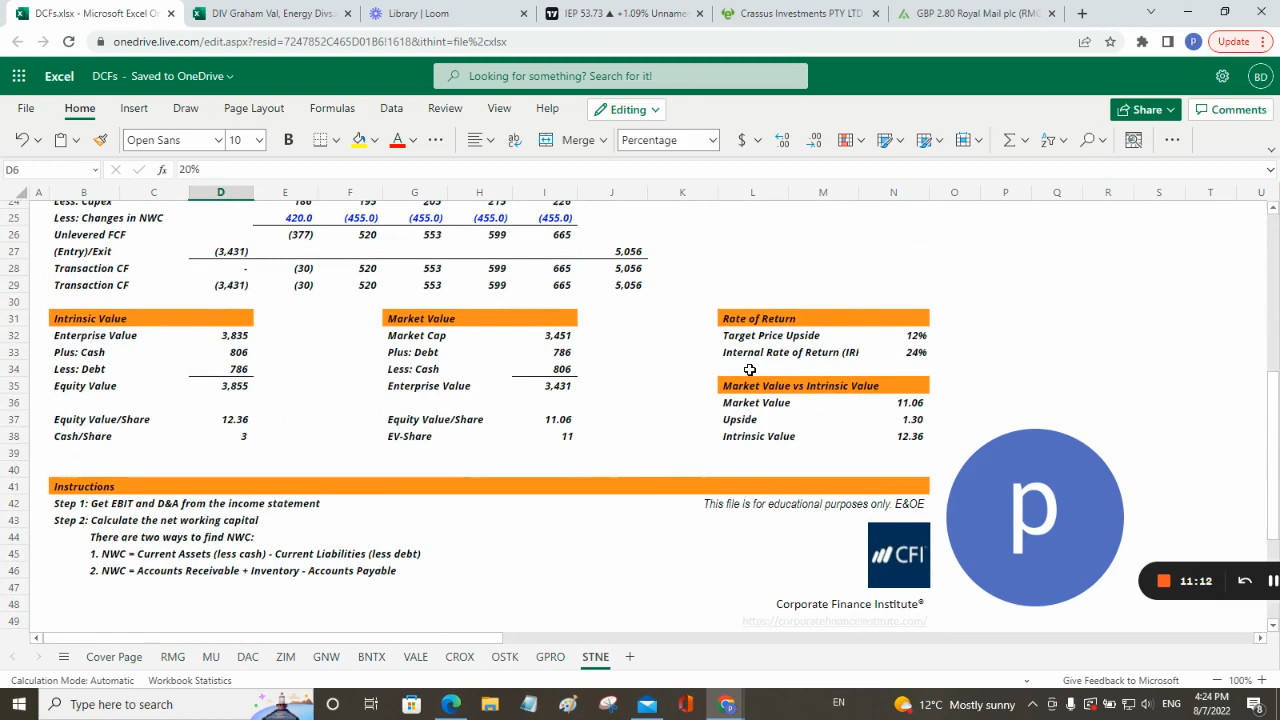 DCFs.xlsx - Microsoft Excel On
DIV Graham Val, Energy Divs.
Library | Loom
IEP 53.73 ▲ +1.09% Unname
Crassus Investments PTY LTD
GBP 2.80 Royal Mail plc (RMG
onedrive.live.com/edit.aspx?resid=7247852C465D01B6!1618&ithint=file%2cxlsx
P
Update
Excel
DCFs - Saved to OneDrive
Looking for something? Search for it!
BD
File Home Insert Draw Page Layout Formulas Data Review View Help Editing Share Comments
Open Sans 10 B A Merge Percentage $
D6 fx 20%
A B C D E F G H I J K L M N O P Q R S T U
24 Less: Capex 186 195 205 215 226
25 Less: Changes in NWC 420.0 (455.0) (455.0) (455.0) (455.0)
26 Unlevered FCF (377) 520 553 599 665
27 (Entry)/Exit (3,431) 5,056
28 Transaction CF - (30) 520 553 599 665 5,056
29 Transaction CF (3,431) (30) 520 553 599 665 5,056
30
31 Intrinsic Value Market Value Rate of Return
32 Enterprise Value 3,835 Market Cap 3,451 Target Price Upside 12%
33 Plus: Cash 806 Plus: Debt 786 Internal Rate of Return (IRI 24%
34 Less: Debt 786 Less: Cash 806
35 Equity Value 3,855 Enterprise Value 3,431 Market Value vs Intrinsic Value
36 Market Value 11.06
37 Equity Value/Share 12.36 Equity Value/Share 11.06 Upside 1.30
38 Cash/Share 3 EV-Share 11 Intrinsic Value 12.36
39
40
41 Instructions
42 Step 1: Get EBIT and D&A from the income statement This file is for educational purposes only. E&OE
43 Step 2: Calculate the net working capital
44 There are two ways to find NWC:
45 1. NWC = Current Assets (less cash) - Current Liabilities (less debt)
46 2. NWC = Accounts Receivable + Inventory - Accounts Payable
47
48 Corporate Finance Institute®
49 https://corporatefinanceinstitute.com/
CFI
p
11:12
Cover Page RMG MU DAC ZIM GNW BNTX VALE CROX OSTK GPRO STNE
Calculation Mode: Automatic Workbook Statistics Give Feedback to Microsoft 100%
Type here to search
EN
12°C Mostly sunny
ENG
4:24 PM
8/7/2022
8